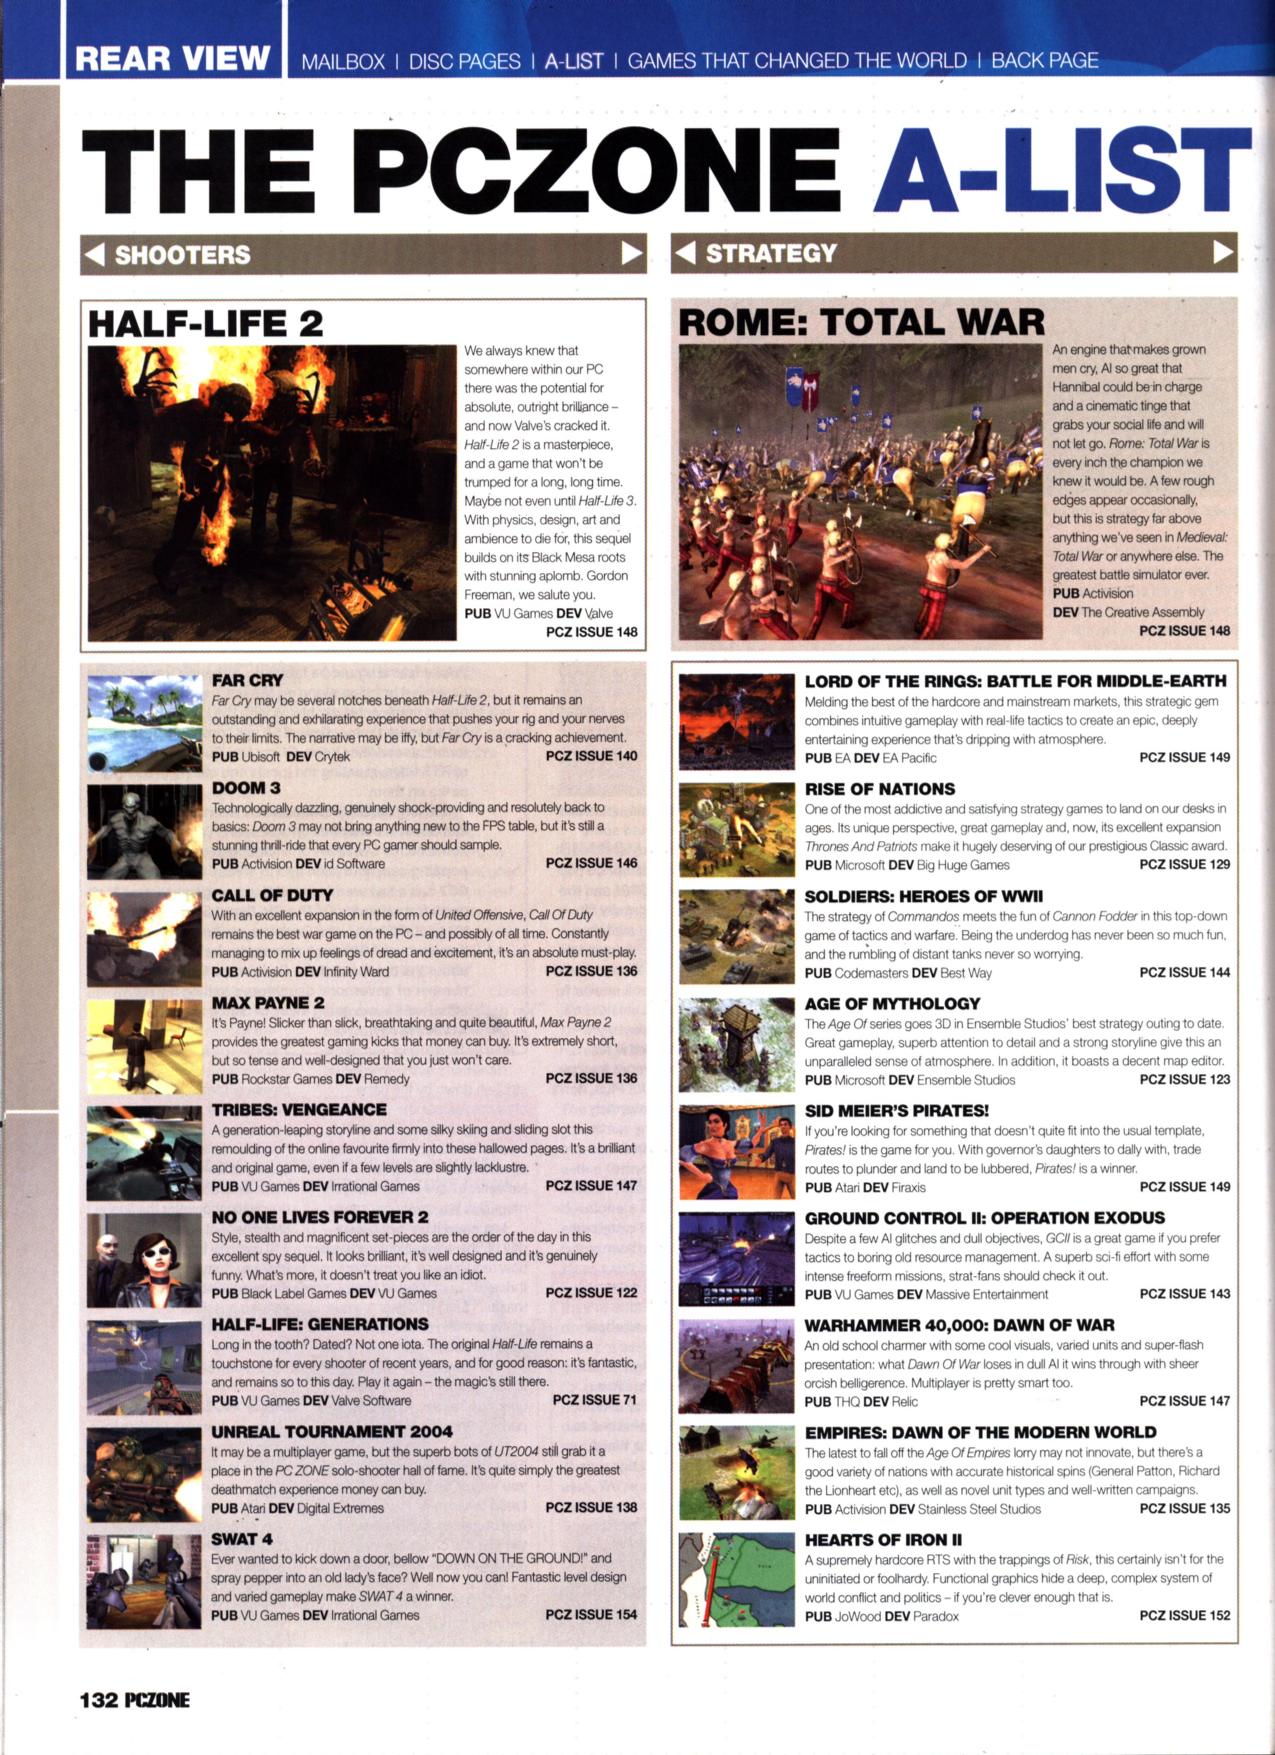 REAR VIEW
MAILBOX | DISC PAGES | A-LIST | GAMES THAT CHANGED THE WORLD | BACK PAGE
THE PCZONE A-LIST
SHOOTERS
HALF-LIFE 2
We always knew that
somewhere within our PC
there was the potential for
absolute, outright brilliance –
and now Valve's cracked it.
Half-Life 2 is a masterpiece,
and a game that won't be
trumped for a long, long time.
Maybe not even until Half-Life 3.
With physics, design, art and
ambience to die for, this sequel
builds on its Black Mesa roots
with stunning aplomb. Gordon
Freeman, we salute you.
PUB VU Games DEV Valve
PCZ ISSUE 148
FAR CRY
Far Cry may be several notches beneath Half-Life 2, but it remains an
outstanding and exhilarating experience that pushes your rig and your nerves
to their limits. The narrative may be iffy, but Far Cry is a cracking achievement.
PUB Ubisoft DEV Crytek PCZ ISSUE 140
DOOM 3
Technologically dazzling, genuinely shock-providing and resolutely back to
basics: Doom 3 may not bring anything new to the FPS table, but it's still a
stunning thrill-ride that every PC gamer should sample.
PUB Activision DEV id Software PCZ ISSUE 146
CALL OF DUTY
With an excellent expansion in the form of United Offensive, Call Of Duty
remains the best war game on the PC – and possibly of all time. Constantly
managing to mix up feelings of dread and excitement, it's an absolute must-play.
PUB Activision DEV Infinity Ward PCZ ISSUE 136
MAX PAYNE 2
It's Payne! Slicker than slick, breathtaking and quite beautiful, Max Payne 2
provides the greatest gaming kicks that money can buy. It's extremely short,
but so tense and well-designed that you just won't care.
PUB Rockstar Games DEV Remedy PCZ ISSUE 136
TRIBES: VENGEANCE
A generation-leaping storyline and some silky skiing and sliding slot this
remoulding of the online favourite firmly into these hallowed pages. It's a brilliant
and original game, even if a few levels are slightly lacklustre.
PUB VU Games DEV Irrational Games PCZ ISSUE 147
NO ONE LIVES FOREVER 2
Style, stealth and magnificent set-pieces are the order of the day in this
excellent spy sequel. It looks brilliant, it's well designed and it's genuinely
funny. What's more, it doesn't treat you like an idiot.
PUB Black Label Games DEV VU Games PCZ ISSUE 122
HALF-LIFE: GENERATIONS
Long in the tooth? Dated? Not one iota. The original Half-Life remains a
touchstone for every shooter of recent years, and for good reason: it's fantastic,
and remains so to this day. Play it again – the magic's still there.
PUB VU Games DEV Valve Software PCZ ISSUE 71
UNREAL TOURNAMENT 2004
It may be a multiplayer game, but the superb bots of UT2004 still grab it a
place in the PC ZONE solo-shooter hall of fame. It's quite simply the greatest
deathmatch experience money can buy.
PUB Atari DEV Digital Extremes PCZ ISSUE 138
SWAT 4
Ever wanted to kick down a door, bellow "DOWN ON THE GROUND!" and
spray pepper into an old lady's face? Well now you can! Fantastic level design
and varied gameplay make SWAT 4 a winner.
PUB VU Games DEV Irrational Games PCZ ISSUE 154
STRATEGY
ROME: TOTAL WAR
An engine that makes grown
men cry, AI so great that
Hannibal could be in charge
and a cinematic tinge that
grabs your social life and will
not let go. Rome: Total War is
every inch the champion we
knew it would be. A few rough
edges appear occasionally,
but this is strategy far above
anything we've seen in Medieval:
Total War or anywhere else. The
greatest battle simulator ever.
PUB Activision
DEV The Creative Assembly
PCZ ISSUE 148
LORD OF THE RINGS: BATTLE FOR MIDDLE-EARTH
Melding the best of the hardcore and mainstream markets, this strategic gem
combines intuitive gameplay with real-life tactics to create an epic, deeply
entertaining experience that's dripping with atmosphere.
PUB EA DEV EA Pacific PCZ ISSUE 149
RISE OF NATIONS
One of the most addictive and satisfying strategy games to land on our desks in
ages. Its unique perspective, great gameplay and, now, its excellent expansion
Thrones And Patriots make it hugely deserving of our prestigious Classic award.
PUB Microsoft DEV Big Huge Games PCZ ISSUE 129
SOLDIERS: HEROES OF WWII
The strategy of Commandos meets the fun of Cannon Fodder in this top-down
game of tactics and warfare. Being the underdog has never been so much fun,
and the rumbling of distant tanks never so worrying.
PUB Codemasters DEV Best Way PCZ ISSUE 144
AGE OF MYTHOLOGY
The Age Of series goes 3D in Ensemble Studios' best strategy outing to date.
Great gameplay, superb attention to detail and a strong storyline give this an
unparalleled sense of atmosphere. In addition, it boasts a decent map editor.
PUB Microsoft DEV Ensemble Studios PCZ ISSUE 123
SID MEIER'S PIRATES!
If you're looking for something that doesn't quite fit into the usual template,
Pirates! is the game for you. With governor's daughters to dally with, trade
routes to plunder and land to be lubbered, Pirates! is a winner.
PUB Atari DEV Firaxis PCZ ISSUE 149
GROUND CONTROL II: OPERATION EXODUS
Despite a few AI glitches and dull objectives, GCII is a great game if you prefer
tactics to boring old resource management. A superb sci-fi effort with some
intense freeform missions, strat-fans should check it out.
PUB VU Games DEV Massive Entertainment PCZ ISSUE 143
WARHAMMER 40,000: DAWN OF WAR
An old school charmer with some cool visuals, varied units and super-flash
presentation: what Dawn Of War loses in dull AI it wins through with sheer
orcish belligerence. Multiplayer is pretty smart too.
PUB THQ DEV Relic PCZ ISSUE 147
EMPIRES: DAWN OF THE MODERN WORLD
The latest to fall off the Age Of Empires lorry may not innovate, but there's a
good variety of nations with accurate historical spins (General Patton, Richard
the Lionheart etc), as well as novel unit types and well-written campaigns.
PUB Activision DEV Stainless Steel Studios PCZ ISSUE 135
HEARTS OF IRON II
A supremely hardcore RTS with the trappings of Risk, this certainly isn't for the
uninitiated or foolhardy. Functional graphics hide a deep, complex system of
world conflict and politics – if you're clever enough that is.
PUB JoWood DEV Paradox PCZ ISSUE 152
132 PCZONE